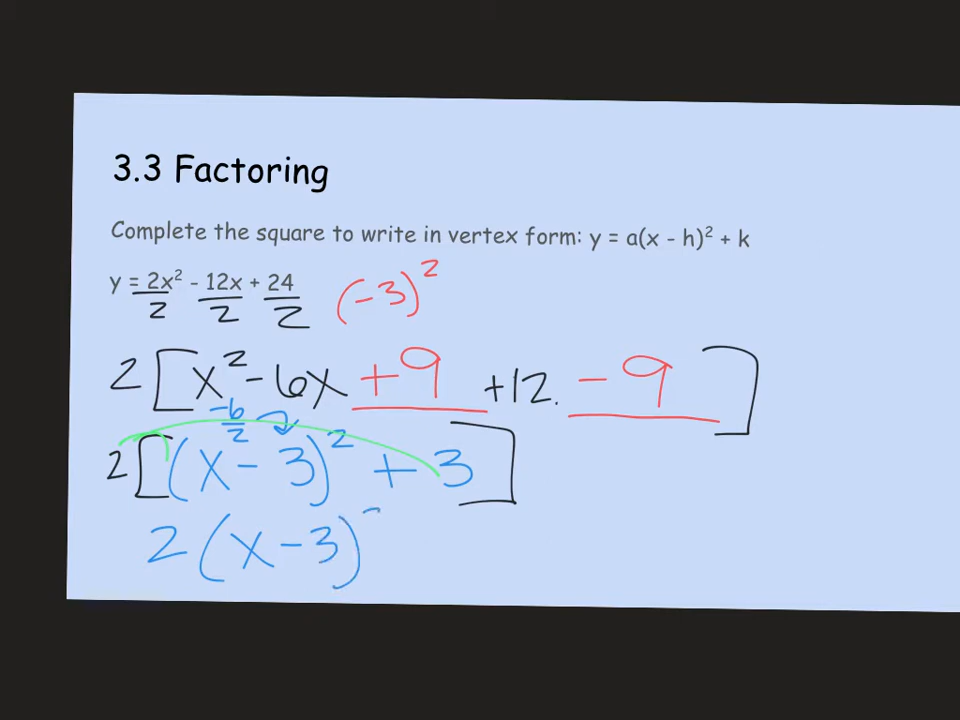 3.3 Factoring
Complete the square to write in vertex form: y = a(x - h)² + k
y = 2x² - 12x + 24 (-3)²
2 2 2
2[x² - 6x +9 +12. -9]
-6
2
2[(x - 3)² + 3]
2(x - 3)